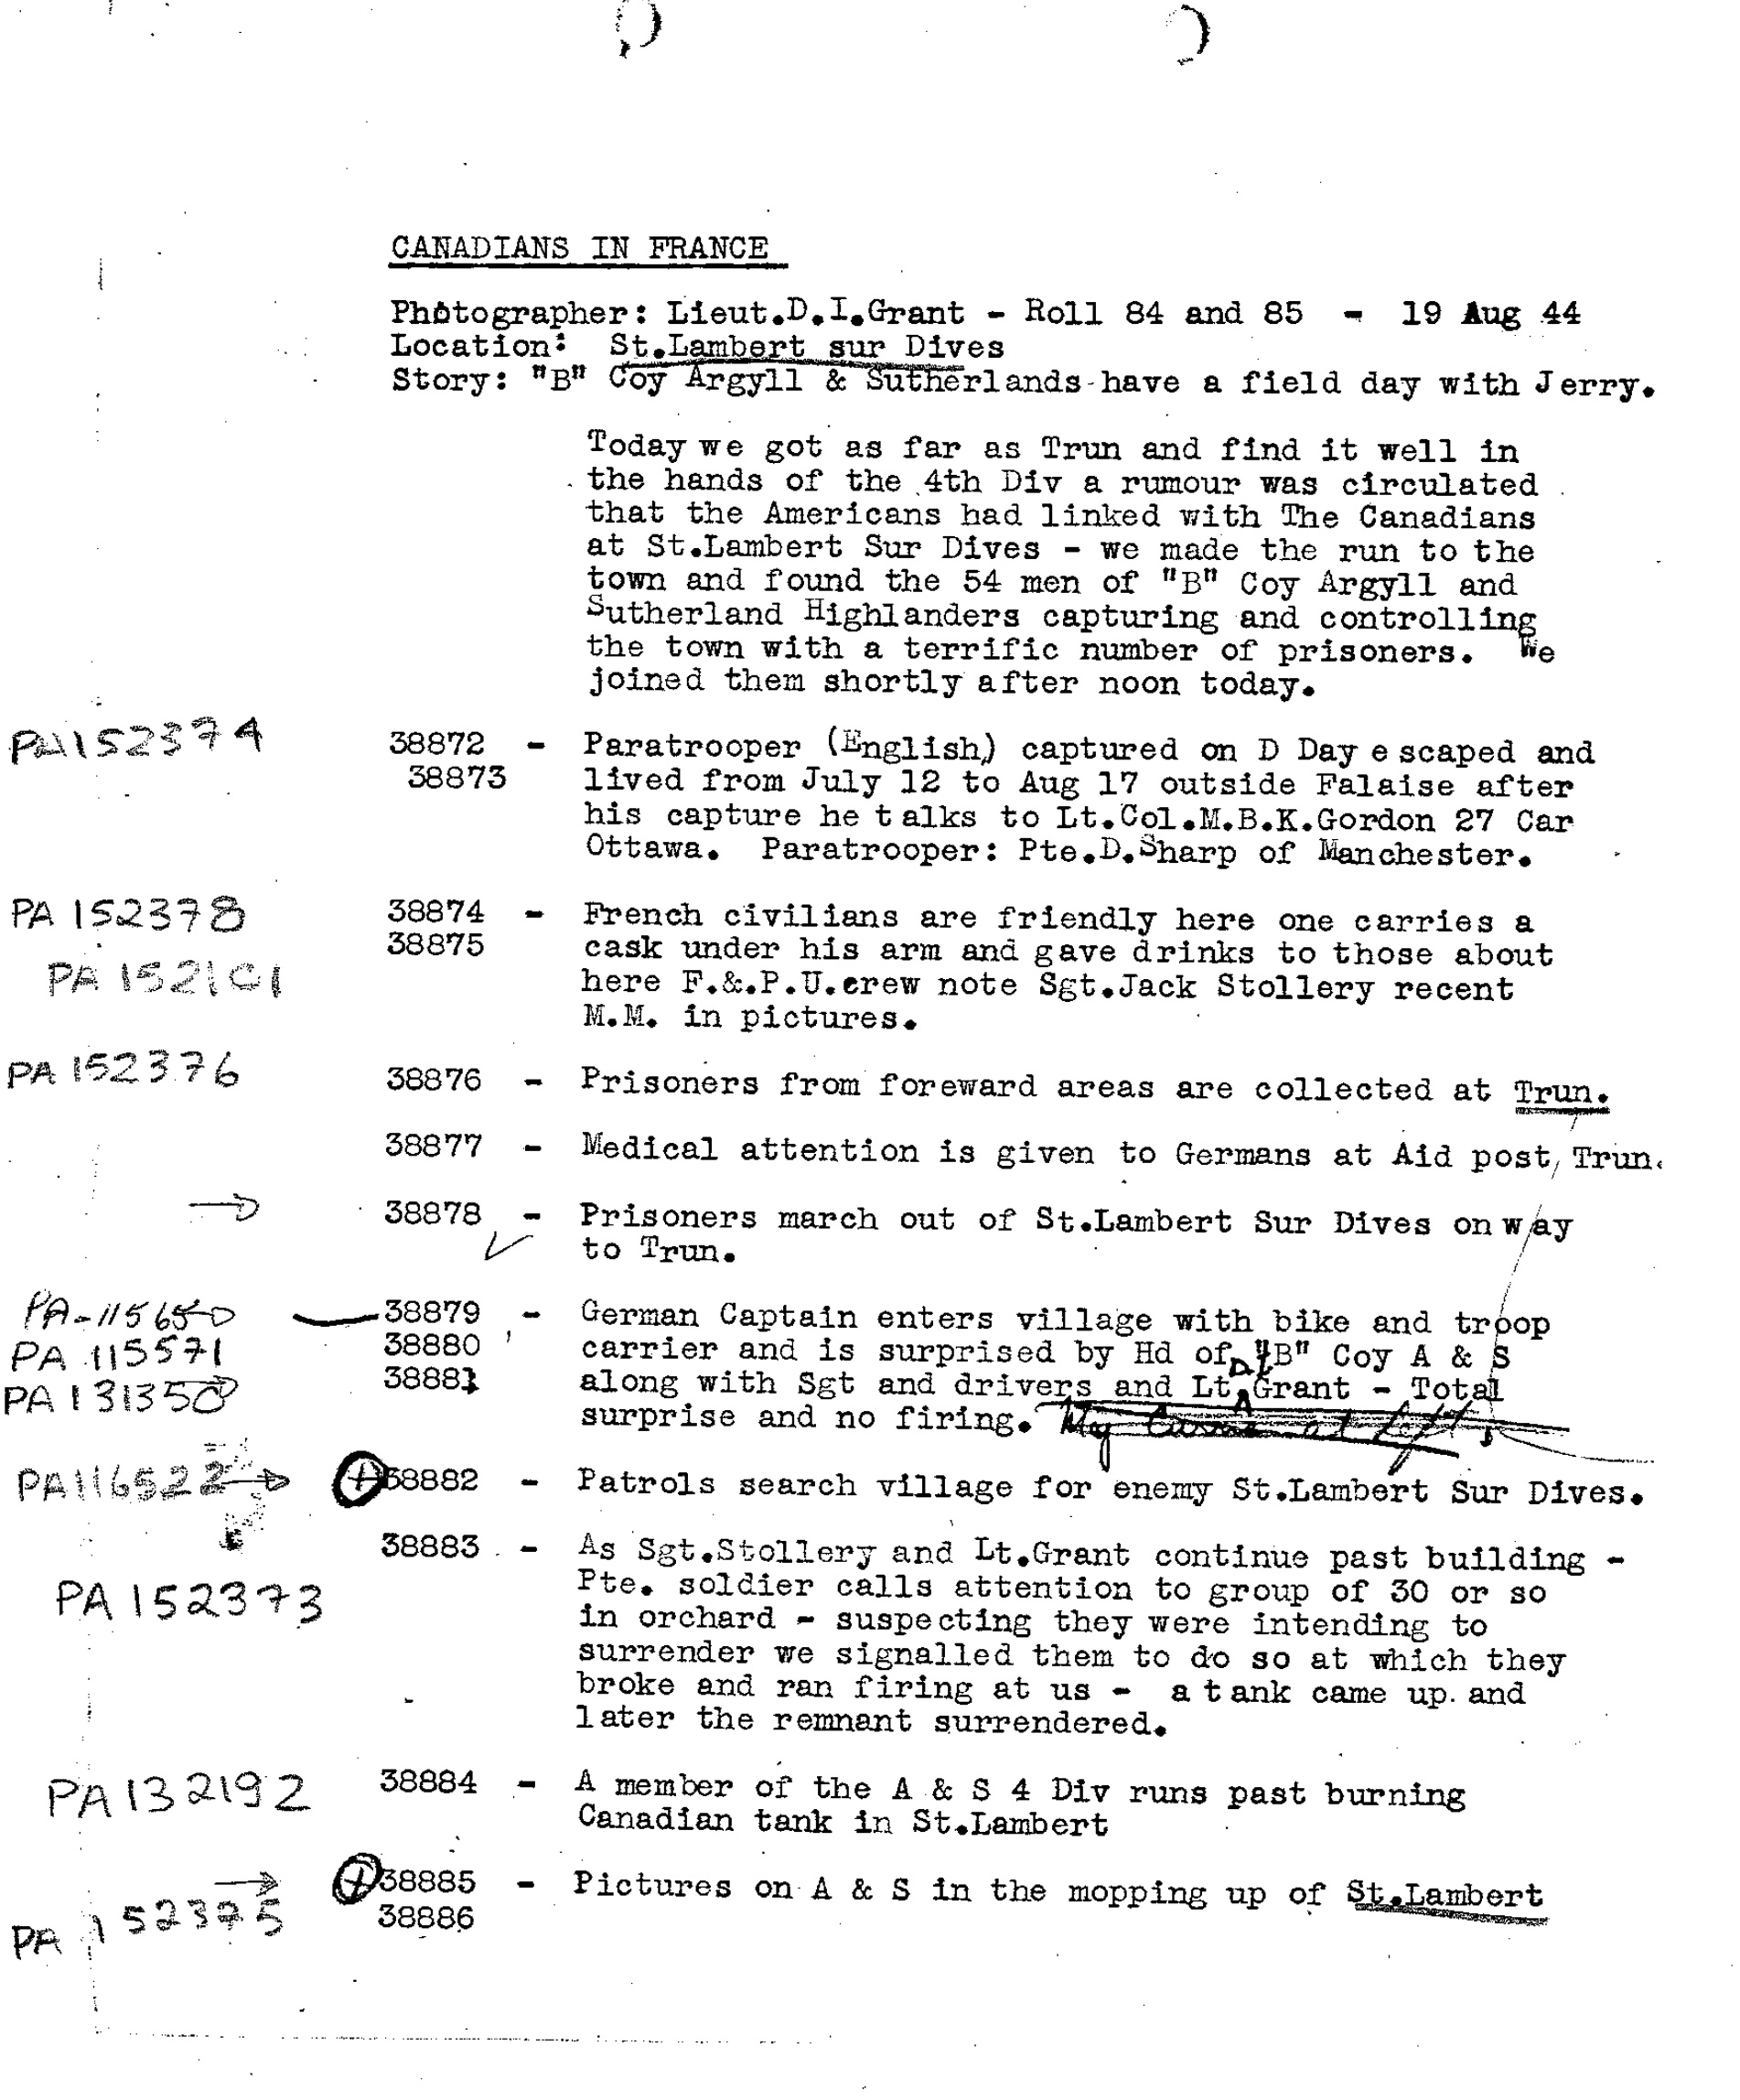 CANADIANS IN FRANCE
Photographer: Lieut.D.I.Grant - Roll 84 and 85 - 19 Aug 44
Location: St.Lambert sur Dives
Story: "B" Coy Argyll & Sutherlands have a field day with Jerry.
Today we got as far as Trun and find it well in
the hands of the 4th Div a rumour was circulated
that the Americans had linked with The Canadians
at St.Lambert Sur Dives - we made the run to the
town and found the 54 men of "B" Coy Argyll and
Sutherland Highlanders capturing and controlling
the town with a terrific number of prisoners. We
joined them shortly after noon today.
PA152374 38872 - Paratrooper (English) captured on D Day escaped and
38873 lived from July 12 to Aug 17 outside Falaise after
his capture he talks to Lt.Col.M.B.K.Gordon 27 Car
Ottawa. Paratrooper: Pte.D.Sharp of Manchester.
PA 152378 38874 - French civilians are friendly here one carries a
38875 cask under his arm and gave drinks to those about
PA 152101 here F.&.P.U.crew note Sgt.Jack Stollery recent
M.M. in pictures.
PA 152376 38876 - Prisoners from foreward areas are collected at Trun.
38877 - Medical attention is given to Germans at Aid post, Trun.
→ 38878 - Prisoners march out of St.Lambert Sur Dives on way
to Trun.
PA-115650 38879 - German Captain enters village with bike and troop
PA 115571 38880 carrier and is surprised by Hd of "B" Coy A & S
PA 131350 38881 along with Sgt and drivers and Lt D.I. Grant - Total
surprise and no firing. My at left
PA116522 → 38882 - Patrols search village for enemy St.Lambert Sur Dives.
38883 - As Sgt.Stollery and Lt.Grant continue past building -
PA 152373 Pte. soldier calls attention to group of 30 or so
in orchard - suspecting they were intending to
surrender we signalled them to do so at which they
broke and ran firing at us - a tank came up and
later the remnant surrendered.
PA 132192 38884 - A member of the A & S 4 Div runs past burning
Canadian tank in St.Lambert
→ 38885 - Pictures on A & S in the mopping up of St.Lambert
PA 152375 38886